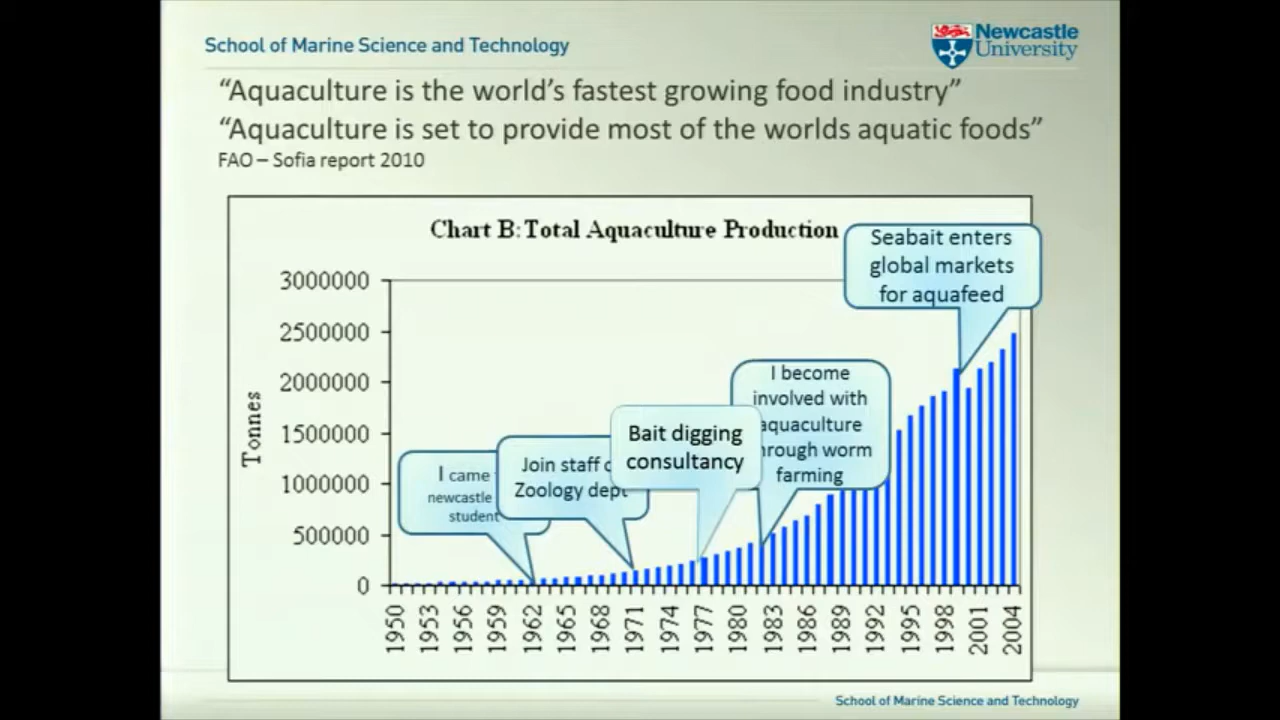 School of Marine Science and Technology
Newcastle
University
“Aquaculture is the world’s fastest growing food industry”
“Aquaculture is set to provide most of the worlds aquatic foods”
FAO – Sofia report 2010
Chart B: Total Aquaculture Production
Seabait enters
global markets
for aquafeed
3000000
2500000
2000000
1500000
1000000
500000
0
Tonnes
I become
involved with
aquaculture
through worm
farming
Bait digging
consultancy
Join staff
Zoology dept
I came
newcastle
student
1950
1953
1956
1959
1962
1965
1968
1971
1974
1977
1980
1983
1986
1989
1992
1995
1998
2001
2004
School of Marine Science and Technology